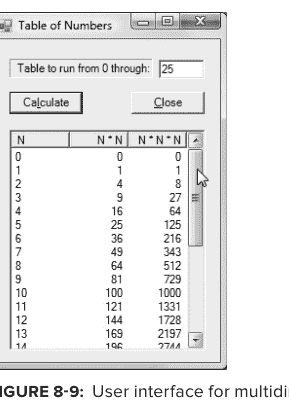 Table of Numbers
Table to run from 0 through: 25
Calculate Close
N N * N N * N * N
0 0 0
1 1 1
2 4 8
3 9 27
4 16 64
5 25 125
6 36 216
7 49 343
8 64 512
9 81 729
10 100 1000
11 121 1331
12 144 1728
13 169 2197
14 196 2744
IGURE 8-9: User interface for multidi